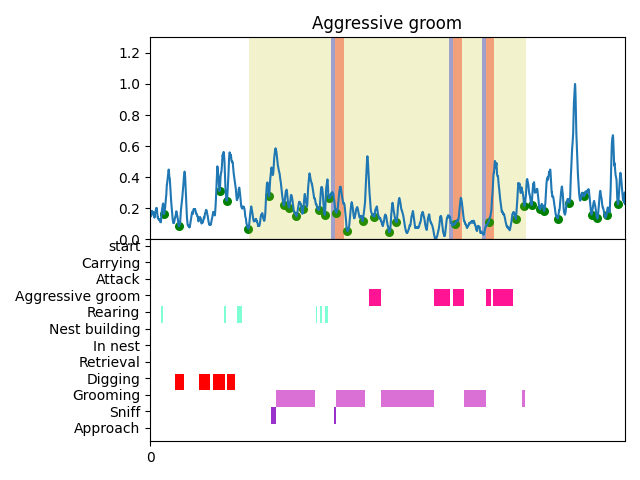 Aggressive groom
1.2
1.0
0.8
0.6
0.4
0.2
0.0
start
Carrying
Attack
Aggressive groom
Rearing
Nest building
In nest
Retrieval
Digging
Grooming
Sniff
Approach
0